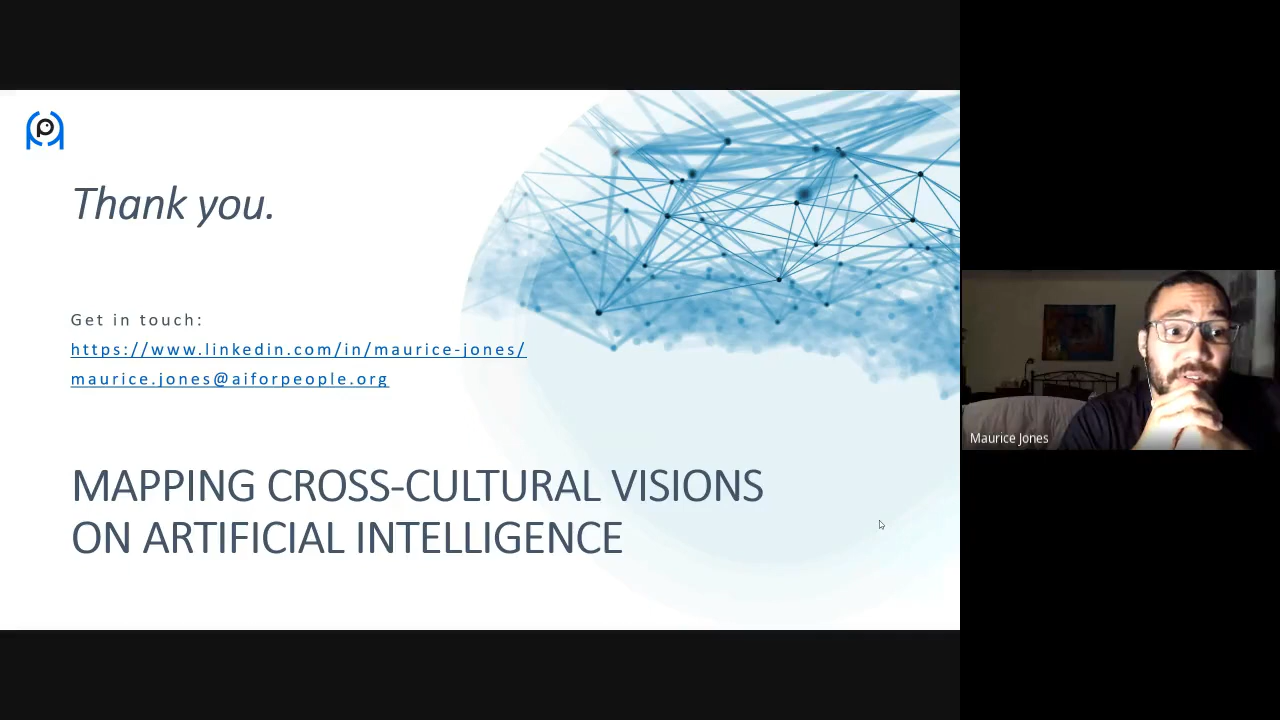 Thank you.
Get in touch:
https://www.linkedin.com/in/maurice-jones/
maurice.jones@aiforpeople.org
MAPPING CROSS-CULTURAL VISIONS
ON ARTIFICIAL INTELLIGENCE
Maurice Jones